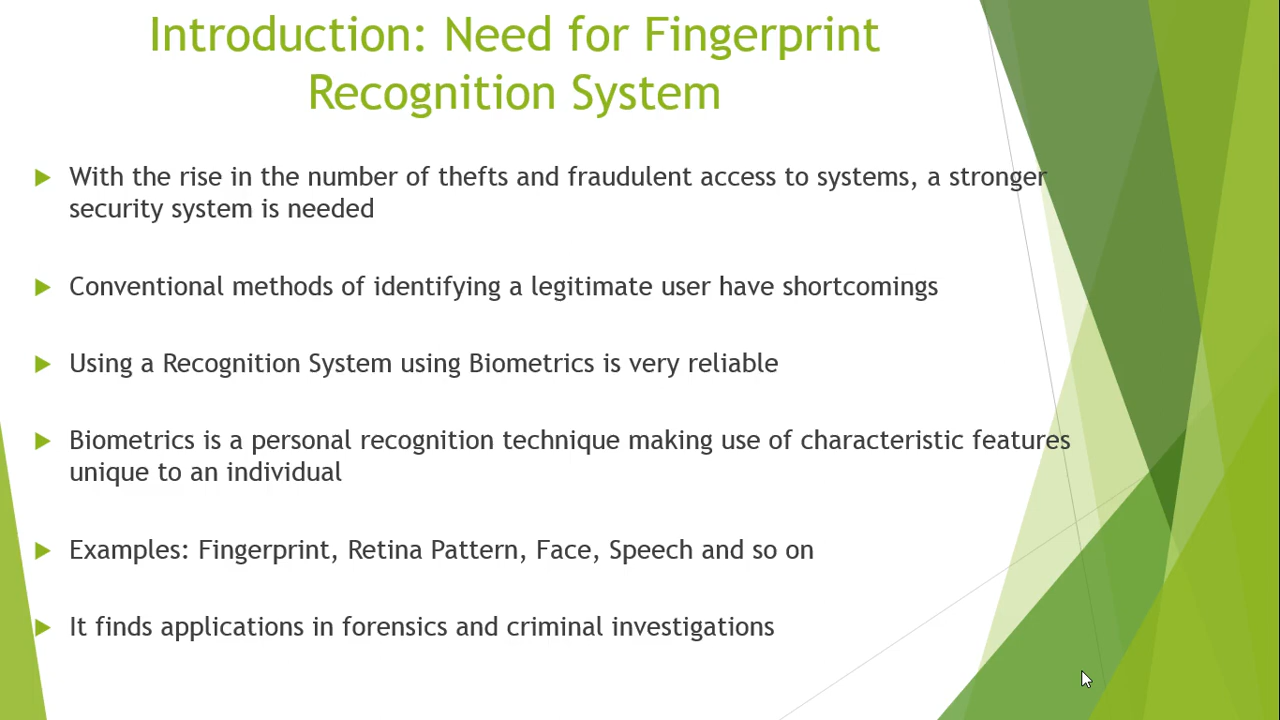 Introduction: Need for Fingerprint
Recognition System
With the rise in the number of thefts and fraudulent access to systems, a stronger
security system is needed
Conventional methods of identifying a legitimate user have shortcomings
Using a Recognition System using Biometrics is very reliable
Biometrics is a personal recognition technique making use of characteristic features
unique to an individual
Examples: Fingerprint, Retina Pattern, Face, Speech and so on
It finds applications in forensics and criminal investigations